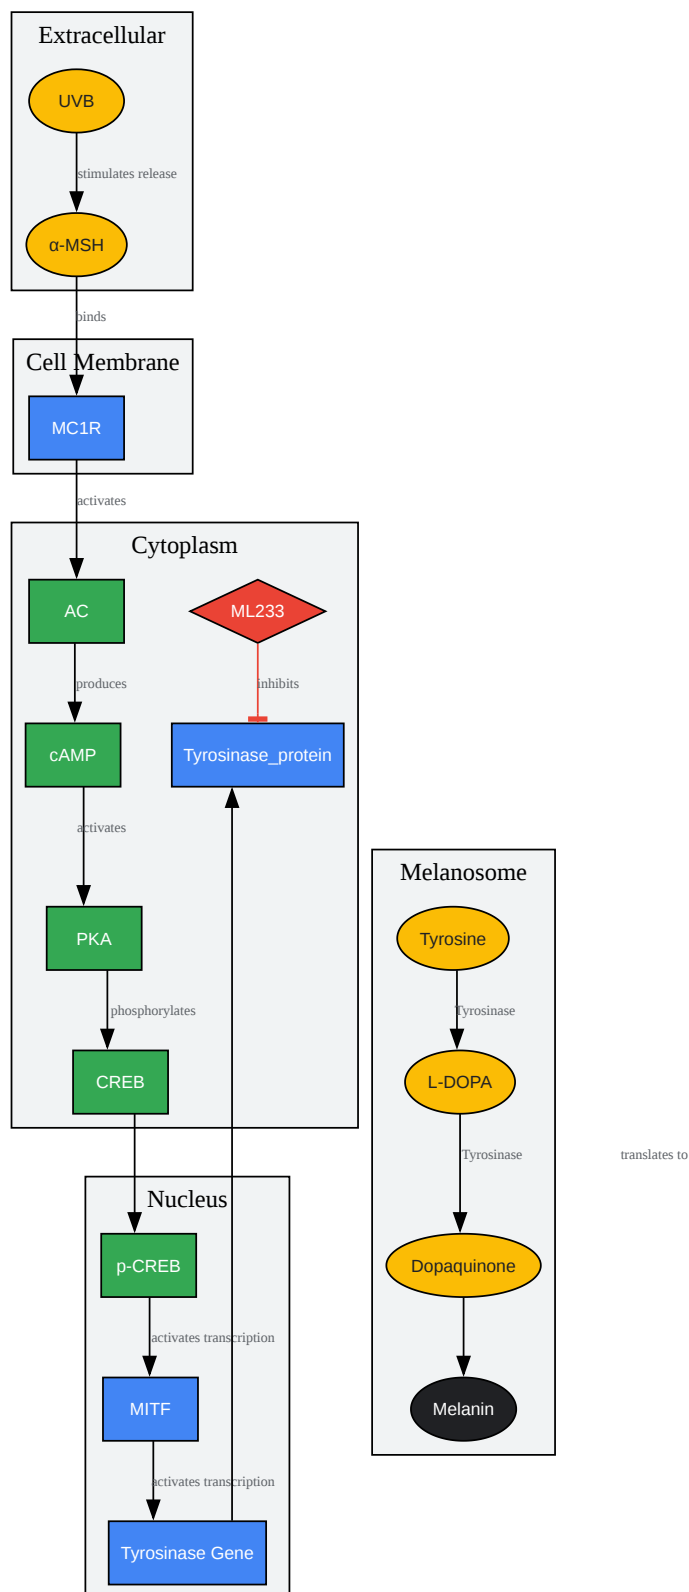 Extracellular
UVB
stimulates release
α-MSH
binds
Cell Membrane
MC1R
activates
Cytoplasm
AC
ML233
produces
inhibits
cAMP
Tyrosinase_protein
activates
PKA
phosphorylates
CREB
Melanosome
Tyrosine
Tyrosinase
L-DOPA
Tyrosinase
translates to
Nucleus
p-CREB
Dopaquinone
activates transcription
MITF
Melanin
activates transcription
Tyrosinase Gene